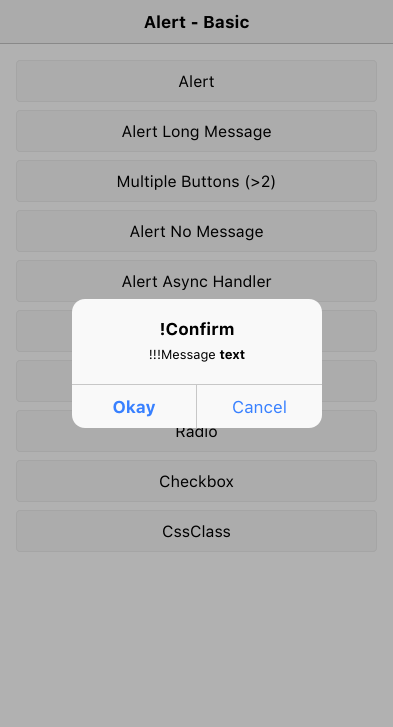 Alert - Basic
Alert
Alert Long Message
Multiple Buttons (>2)
Alert No Message
Alert Async Handler
!Confirm
!!!Message text
Okay Cancel
Radio
Checkbox
CssClass